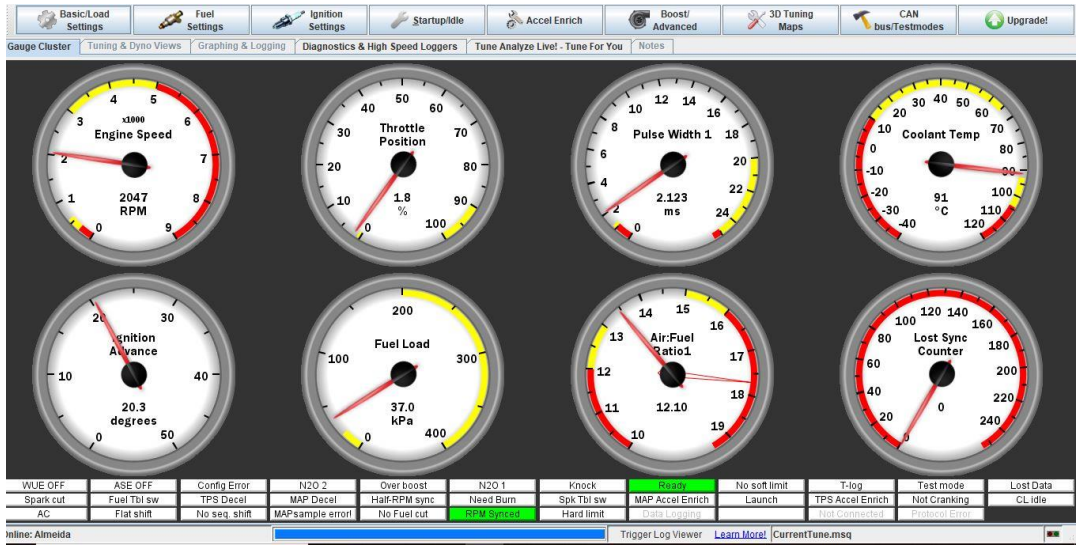 Basic/Load Settings
Fuel Settings
Ignition Settings
Startup/Idle
Accel Enrich
Boost/ Advanced
3D Tuning Maps
CAN bus/Testmodes
Upgrade!
Gauge Cluster
Tuning & Dyno Views
Graphing & Logging
Diagnostics & High Speed Loggers
Tune Analyze Live! - Tune For You
Notes
0 1 2 3 4 5 6 7 8 9
x1000
Engine Speed
2047
RPM
0 10 20 30 40 50 60 70 80 90 100
Throttle
Position
1.8
%
0 2 4 6 8 10 12 14 16 18 20 22 24
Pulse Width 1
2.123
ms
-40 -30 -20 -10 0 10 20 30 40 50 60 70 80 90 100 110 120
Coolant Temp
91
°C
0 10 20 30 40 50
Ignition
Advance
20.3
degrees
0 100 200 300 400
Fuel Load
37.0
kPa
10 11 12 13 14 15 16 17 18 19
Air:Fuel
Ratio1
12.10
0 20 40 60 80 100 120 140 160 180 200 220 240
Lost Sync
Counter
0
WUE OFF ASE OFF Config Error N2O 2 Over boost N2O 1 Knock Ready No soft limit T-log Test mode Lost Data
Spark cut Fuel Tbl sw TPS Decel MAP Decel Half-RPM sync Need Burn Spk Tbl sw MAP Accel Enrich Launch TPS Accel Enrich Not Cranking CL idle
AC Flat shift No seq. shift MAPsample error! No Fuel cut RPM Synced Hard limit Data Logging Not Connected Protocol Error
Online: Almeida
Trigger Log Viewer Learn More! CurrentTune.msq